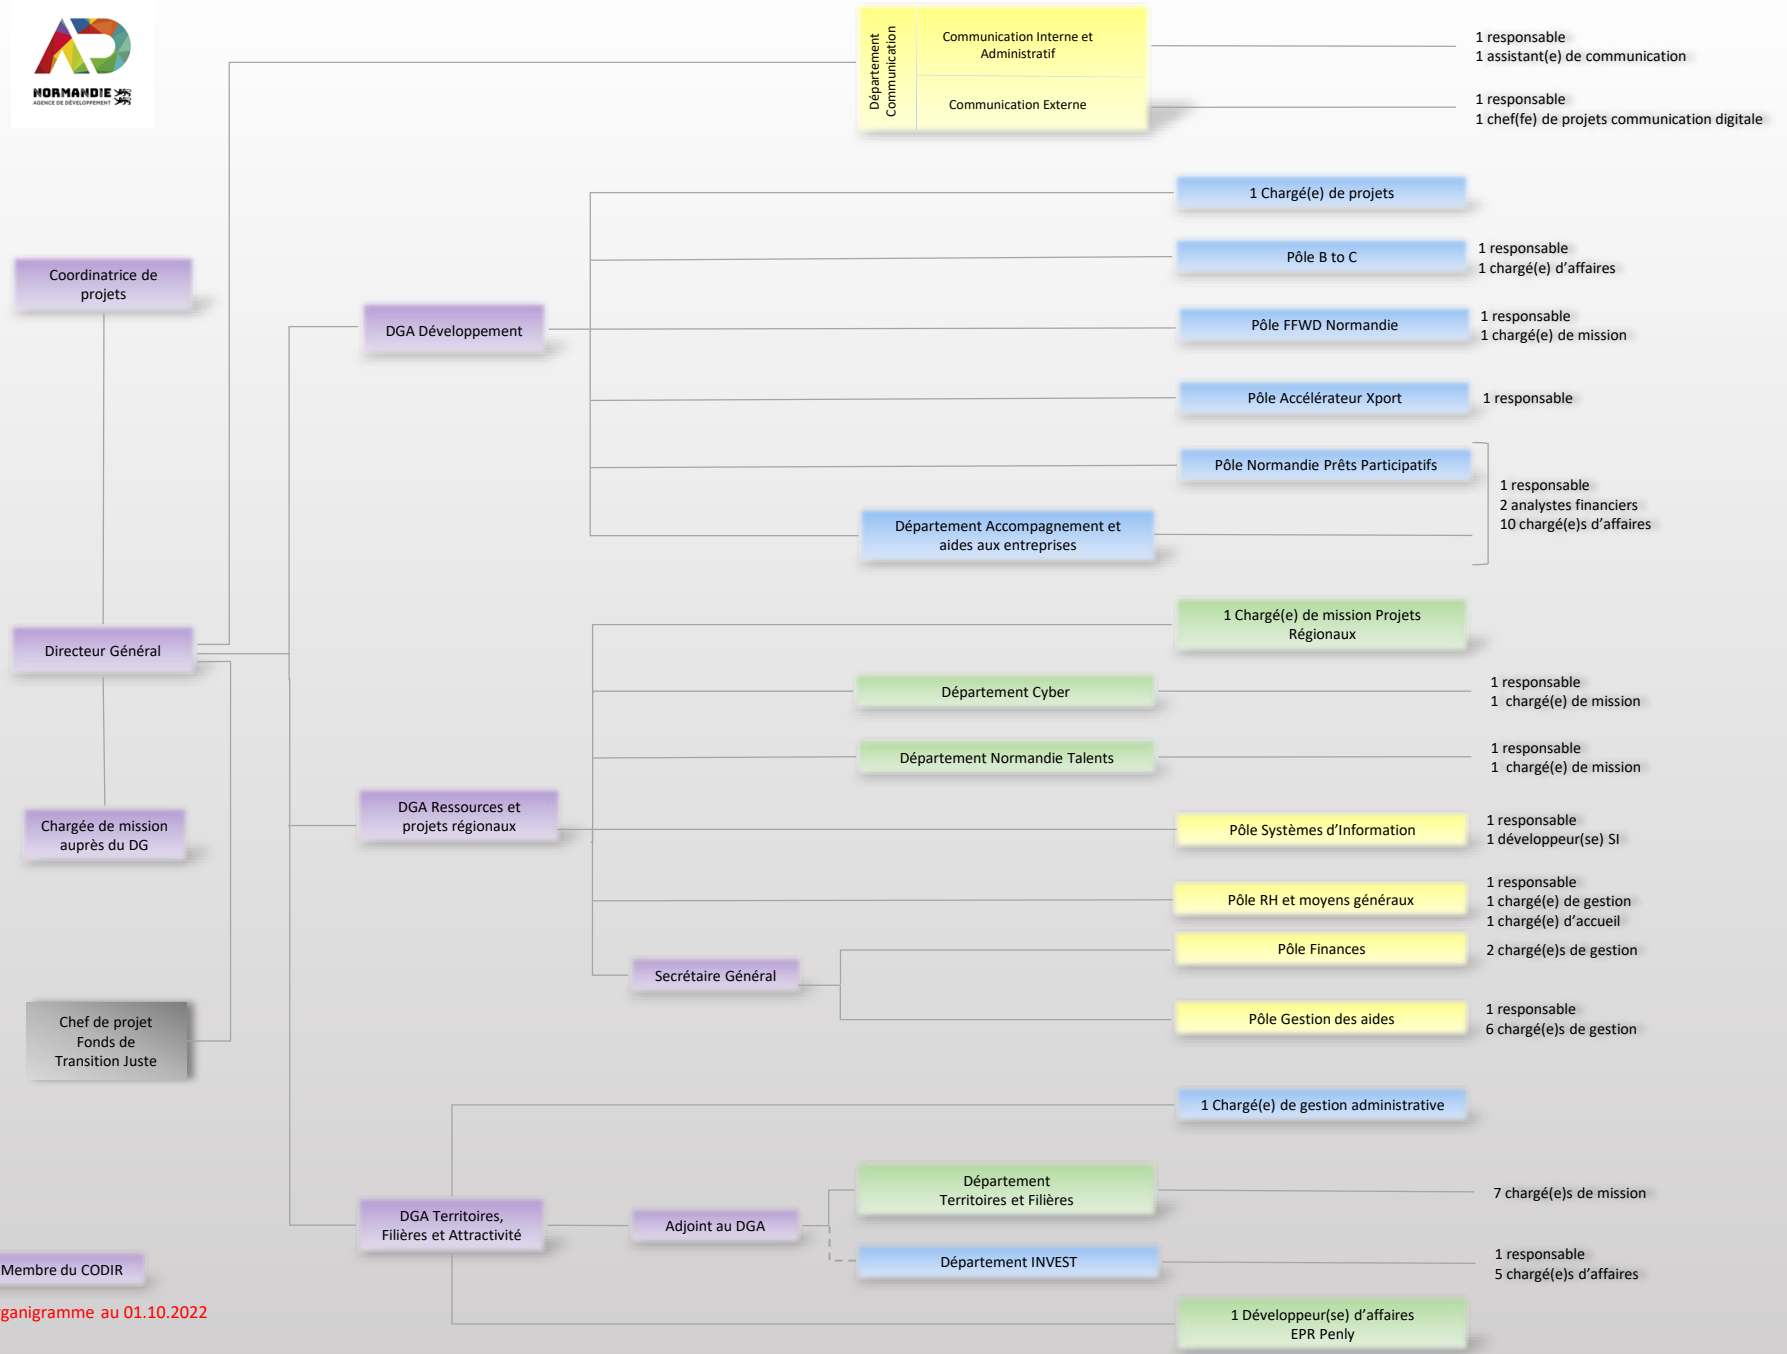 NORMANDIE
AGENCE DE DÉVELOPPEMENT
Département
Communication
Communication Interne et
Administratif
Communication Externe
1 responsable
1 assistant(e) de communication
1 responsable
1 chef(fe) de projets communication digitale
1 Chargé(e) de projets
Pôle B to C
1 responsable
1 chargé(e) d’affaires
Coordinatrice de
projets
DGA Développement
Pôle FFWD Normandie
1 responsable
1 chargé(e) de mission
Pôle Accélérateur Xport
1 responsable
Pôle Normandie Prêts Participatifs
Département Accompagnement et
aides aux entreprises
1 responsable
2 analystes financiers
10 chargé(e)s d’affaires
Directeur Général
1 Chargé(e) de mission Projets
Régionaux
Département Cyber
1 responsable
1 chargé(e) de mission
Département Normandie Talents
1 responsable
1 chargé(e) de mission
Chargée de mission
auprès du DG
DGA Ressources et
projets régionaux
Pôle Systèmes d’Information
1 responsable
1 développeur(se) SI
Pôle RH et moyens généraux
1 responsable
1 chargé(e) de gestion
1 chargé(e) d’accueil
Secrétaire Général
Pôle Finances
2 chargé(e)s de gestion
Pôle Gestion des aides
1 responsable
6 chargé(e)s de gestion
Chef de projet
Fonds de
Transition Juste
1 Chargé(e) de gestion administrative
DGA Territoires,
Filières et Attractivité
Adjoint au DGA
Département
Territoires et Filières
7 chargé(e)s de mission
Département INVEST
1 responsable
5 chargé(e)s d’affaires
1 Développeur(se) d’affaires
EPR Penly
Membre du CODIR
rganigramme au 01.10.2022